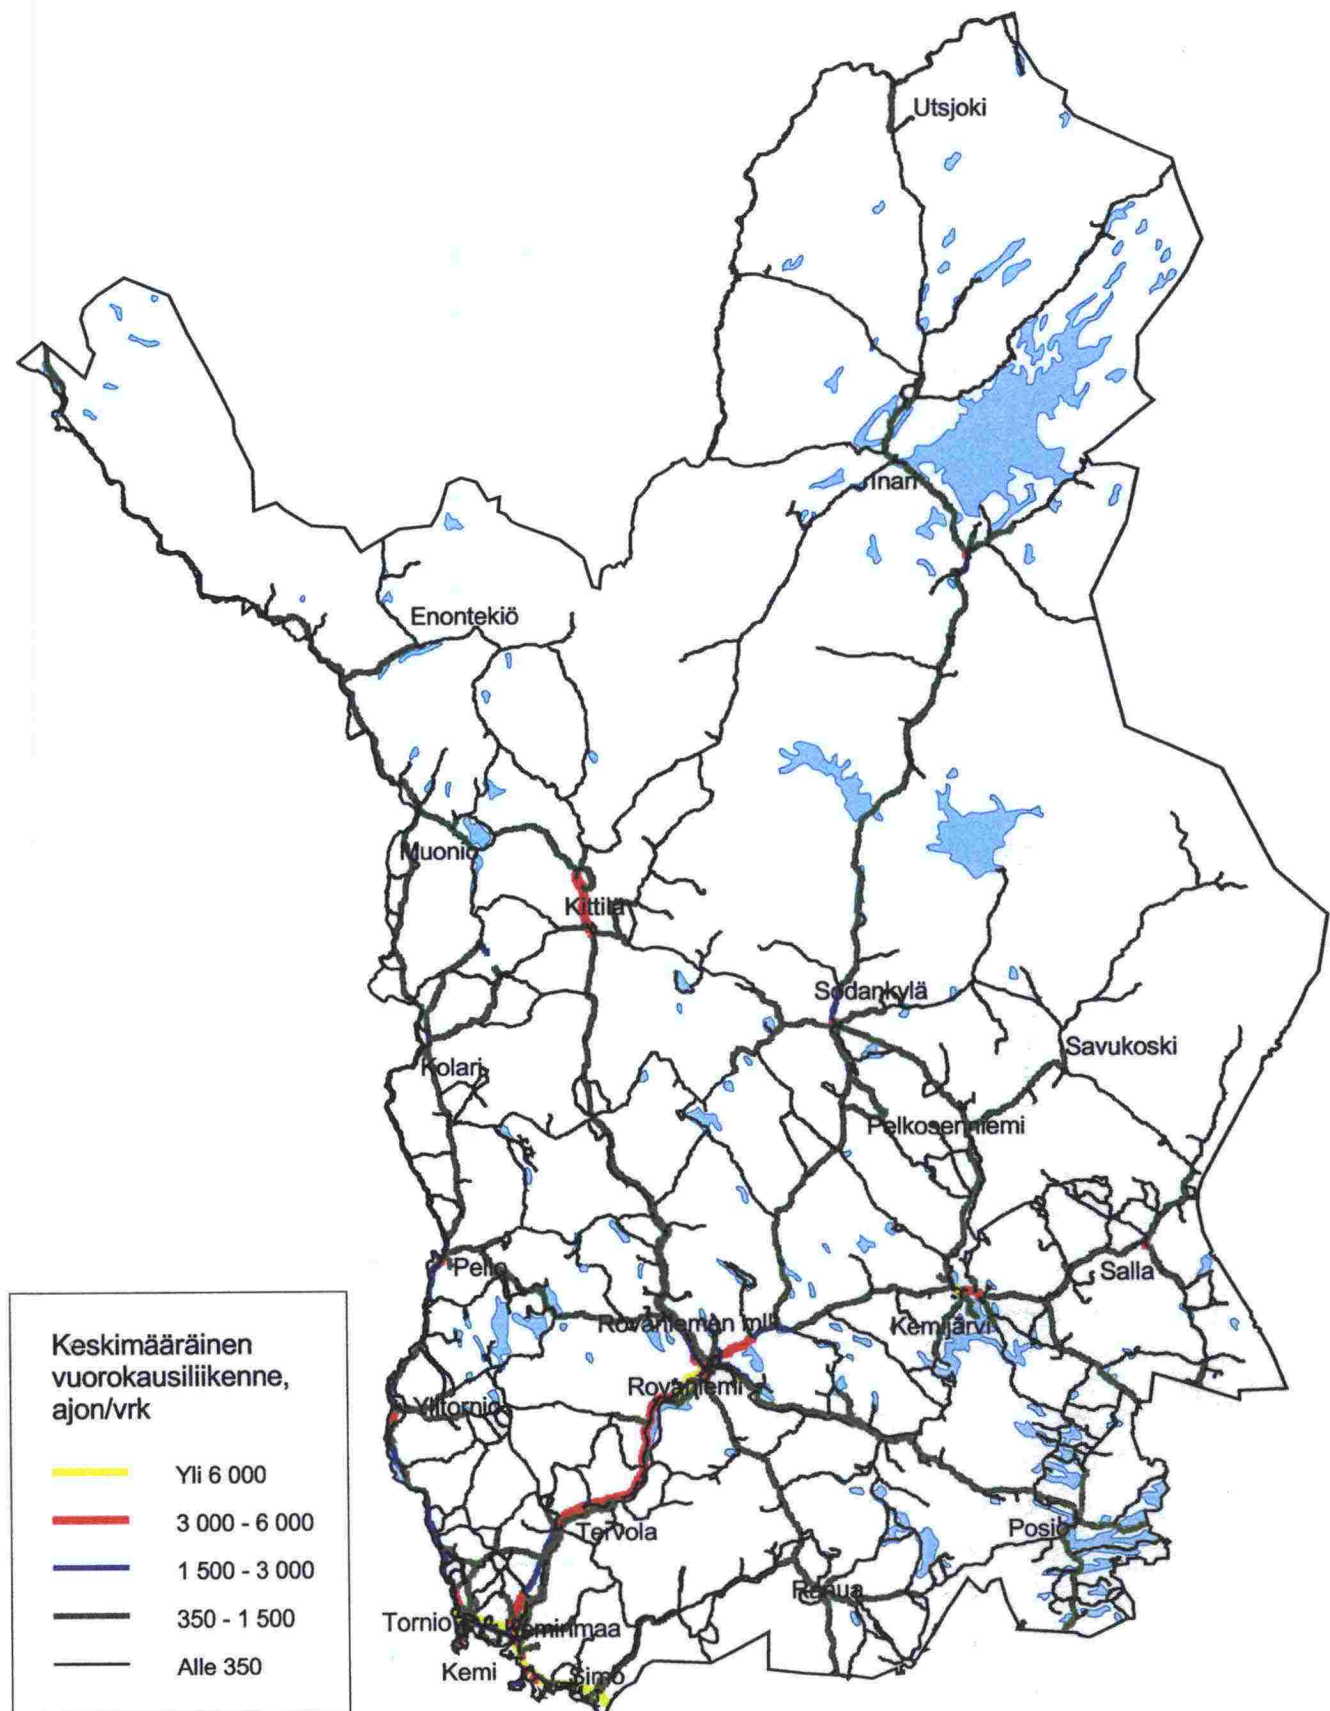 Utsjoki
Inari
Enontekiö
Muonio
Kittilä
Sodankylä
Savukoski
Kolari
Pelkosenniemi
Pello
Salla
Rovaniemen mlk
Kemijärvi
Rovaniemi
Ylitornio
Tervola
Posio
Ranua
Tornio
Keminmaa
Kemi
Simo
Keskimääräinen
vuorokausiliikenne,
ajon/vrk
Yli 6 000
3 000 - 6 000
1 500 - 3 000
350 - 1 500
Alle 350